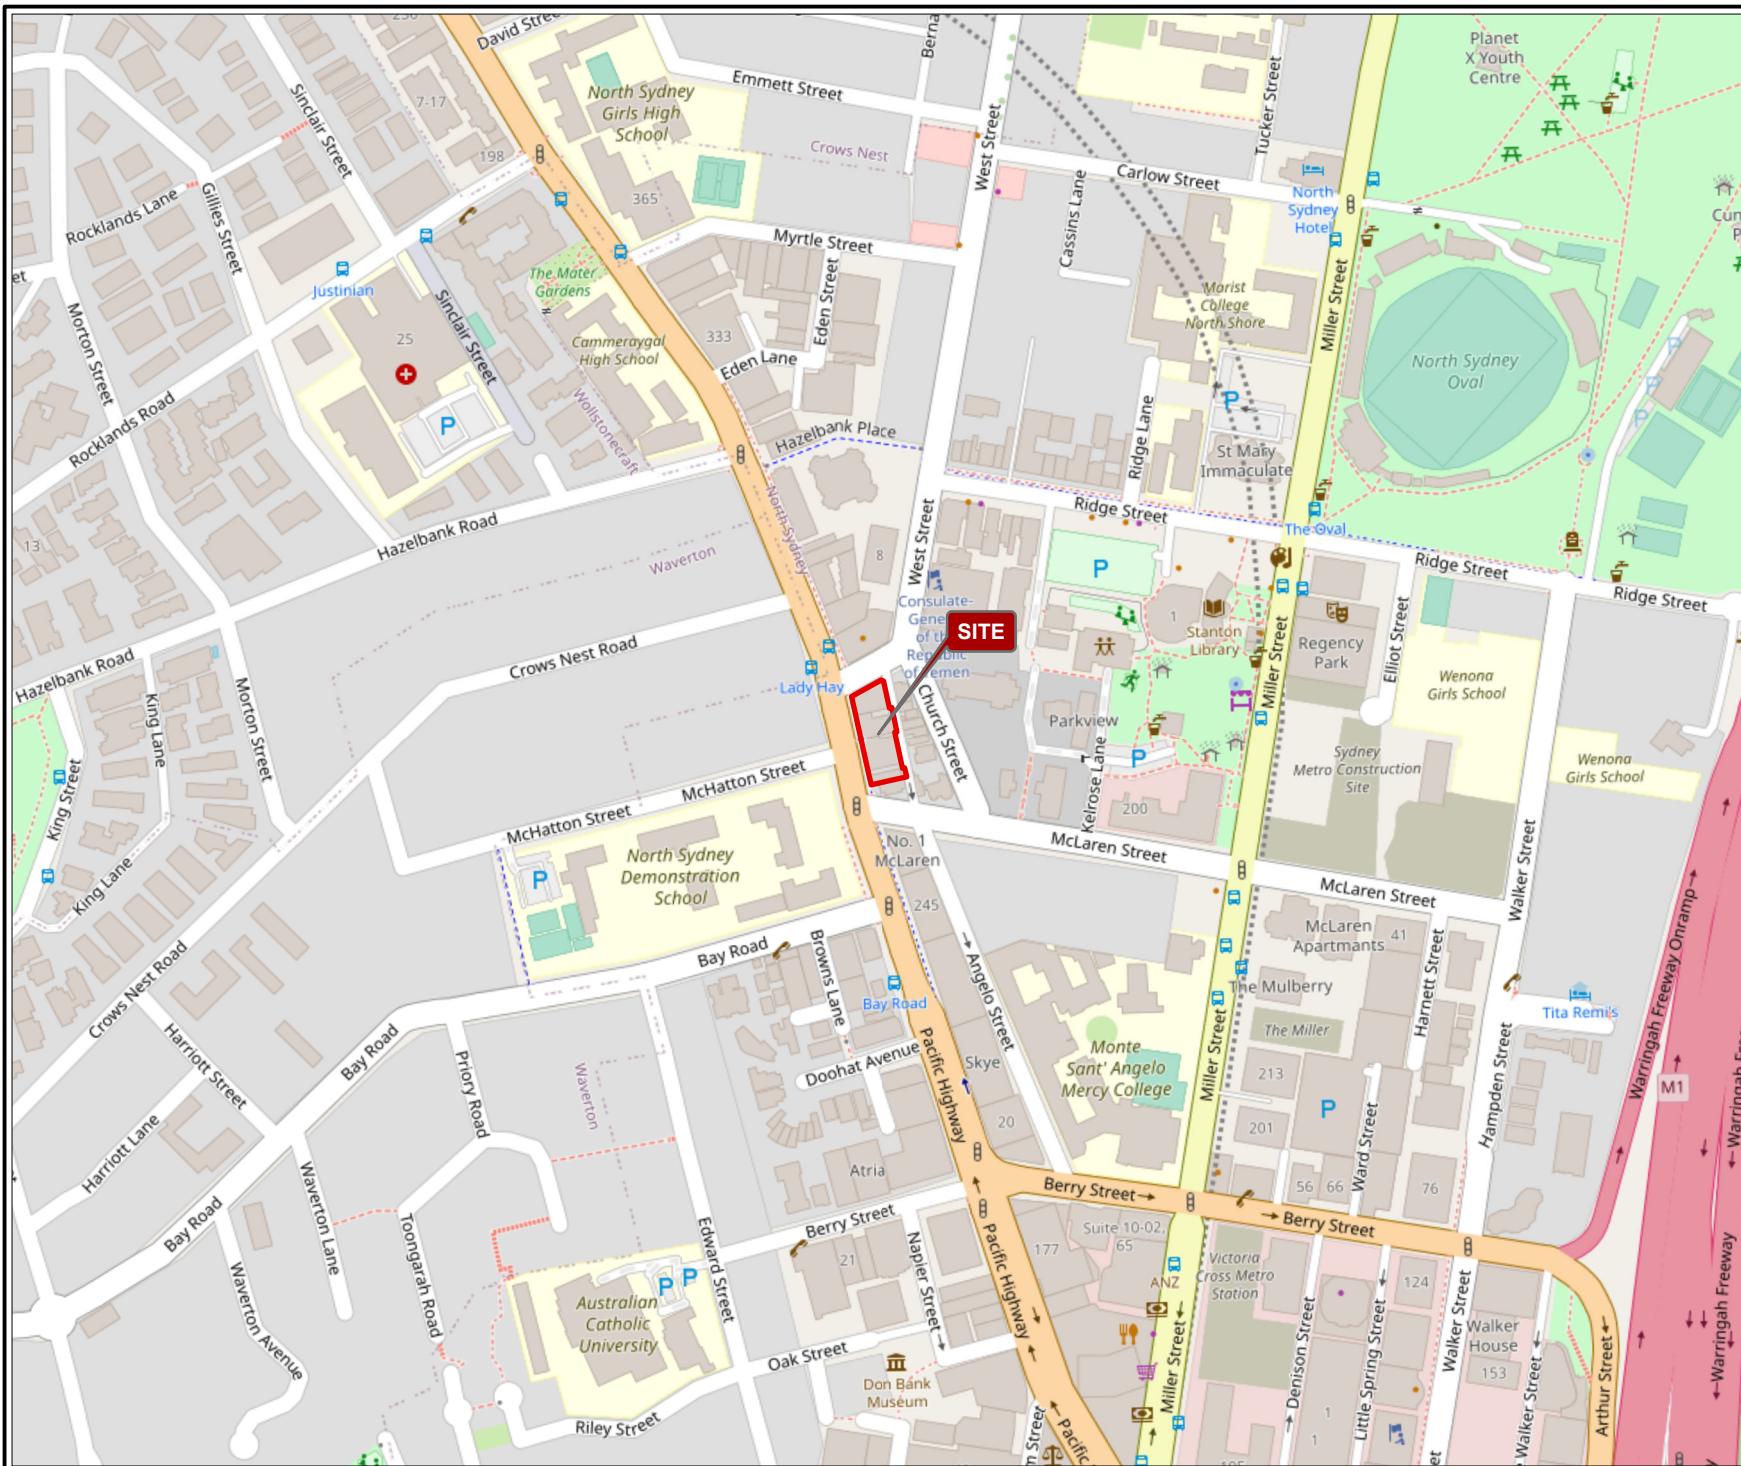 David Stree
Emmett Street
Berna
Tucker Street
Planet
X Youth
Centre
Sinclair Street
7-17
198
North Sydney
Girls High
School
365
Crows Nest
West Street
Carlow Street
Cassins Lane
North
Sydney
Hotel
Rocklands Lane
Gillies Street
Justinian
The Mater
Gardens
Myrtle Street
Eden Street
Eden Lane
333
Cammeraygal
High School
Marist
College
North Shore
Miller Street
North Sydney
Oval
et
Morton Street
25
Sinclair Street
P
Rocklands Road
Wollstonecraft
Hazelbank Place
Ridge Lane
P
St Mary
Immaculate
P
P
P
13
Hazelbank Road
North Sydney
Waverton
8
West Street
Ridge Street
The Oval
Ridge Street
Ridge Street
P
Consulate-
Gene
of th
Republic
of Yemen
SITE
1
Stanton
Library
Regency
Park
Elliot Street
Miller Street
Wenona
Girls School
Hazelbank Road
King Lane
Morton Street
Crows Nest Road
Lady Hay
Church Street
Parkview
Kelrose Lane
P
200
Sydney
Metro Construction
Site
Wenona
Girls School
King Street
King Lane
McHatton Street
McHatton Street
North Sydney
Demonstration
School
P
No. 1
McLaren
245
McLaren Street
McLaren Street
McLaren
Apartmants
41
Walker Street
Harnett Street
Warringah Freeway Onramp
Crows Nest Road
Bay Road
Browns Lane
Bay Road
Angelo Street
The Mulberry
The Miller
Tita Remi's
M1
Harriott Street
Bay Road
Priory Road
Waverton
Doohat Avenue
Pacific Highway
Skye
20
Monte
Sant' Angelo
Mercy College
Miller Street
213
P
201
Ward Street
Hampden Street
Harriott Lane
Waverton Lane
Atria
Berry Street
56
66
76
Bay Road
Toongarah Road
Edward Street
Berry Street
Berry Street
Waverton Avenue
21
Napier Street
Pacific Highway
177
Suite 10-02,
65
ANZ
Victoria
Cross Metro
Station
124
P
P
Australian
Catholic
University
Oak Street
Don Bank
Museum
Riley Street
Miller Street
Denison Street
Little Spring Street
Walker Street
Walker
House
153
1
1
Walker Street
Arthur Street
Warringah Freeway
Pacific